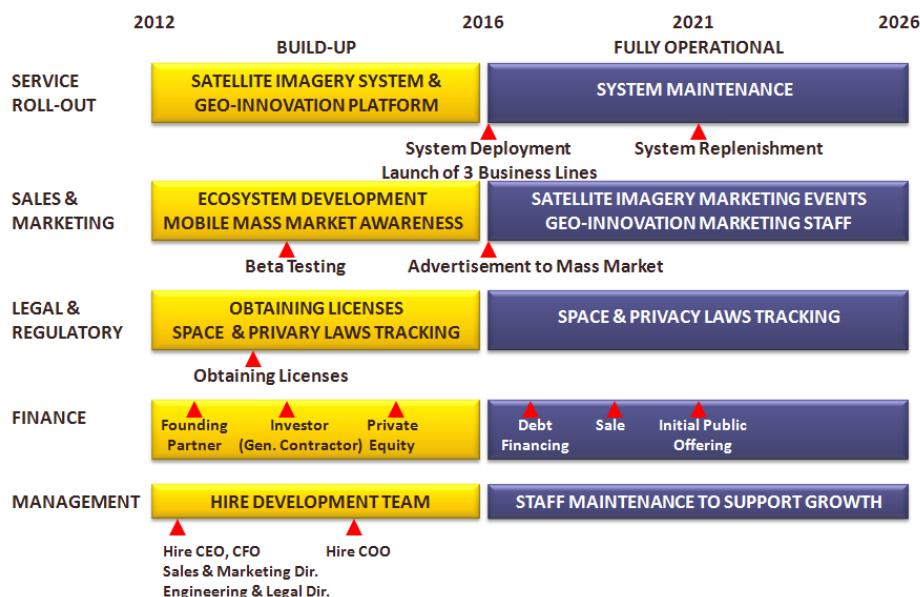 2012 2016 2021 2026
BUILD-UP FULLY OPERATIONAL
SERVICE
ROLL-OUT
SATELLITE IMAGERY SYSTEM &
GEO-INNOVATION PLATFORM
SYSTEM MAINTENANCE
System Deployment
Launch of 3 Business Lines
System Replenishment
SALES &
MARKETING
ECOSYSTEM DEVELOPMENT
MOBILE MASS MARKET AWARENESS
SATELLITE IMAGERY MARKETING EVENTS
GEO-INNOVATION MARKETING STAFF
Beta Testing
Advertisement to Mass Market
LEGAL &
REGULATORY
OBTAINING LICENSES
SPACE & PRIVARY LAWS TRACKING
SPACE & PRIVACY LAWS TRACKING
Obtaining Licenses
FINANCE
Founding
Partner
Investor
(Gen. Contractor)
Private
Equity
Debt
Financing
Sale
Initial Public
Offering
MANAGEMENT
HIRE DEVELOPMENT TEAM
STAFF MAINTENANCE TO SUPPORT GROWTH
Hire CEO, CFO
Sales & Marketing Dir.
Engineering & Legal Dir.
Hire COO